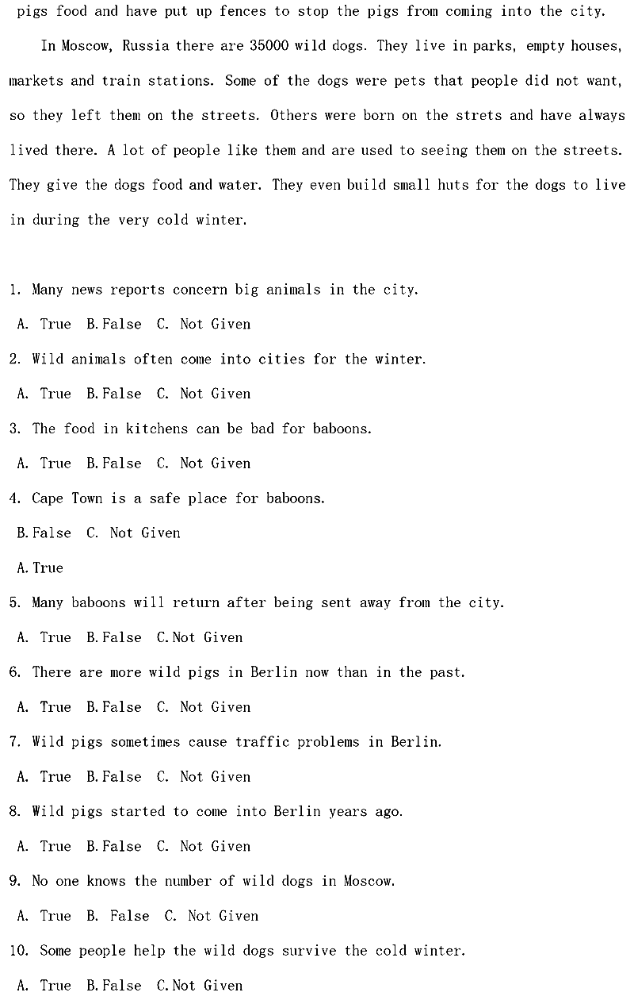 pigs food and have put up fences to stop the pigs from coming into the city.
In Moscow, Russia there are 35000 wild dogs. They live in parks, empty houses,
markets and train stations. Some of the dogs were pets that people did not want,
so they left them on the streets. Others were born on the strets and have always
lived there. A lot of people like them and are used to seeing them on the streets.
They give the dogs food and water. They even build small huts for the dogs to live
in during the very cold winter.
1. Many news reports concern big animals in the city.
A. True B.False C. Not Given
2. Wild animals often come into cities for the winter.
A. True B.False C. Not Given
3. The food in kitchens can be bad for baboons.
A. True B.False C. Not Given
4. Cape Town is a safe place for baboons.
B.False C. Not Given
A.True
5. Many baboons will return after being sent away from the city.
A. True B.False C.Not Given
6. There are more wild pigs in Berlin now than in the past.
A. True B.False C. Not Given
7. Wild pigs sometimes cause traffic problems in Berlin.
A. True B.False C. Not Given
8. Wild pigs started to come into Berlin years ago.
A. True B.False C. Not Given
9. No one knows the number of wild dogs in Moscow.
A. True B. False C. Not Given
10. Some people help the wild dogs survive the cold winter.
A. True B.False C.Not Given